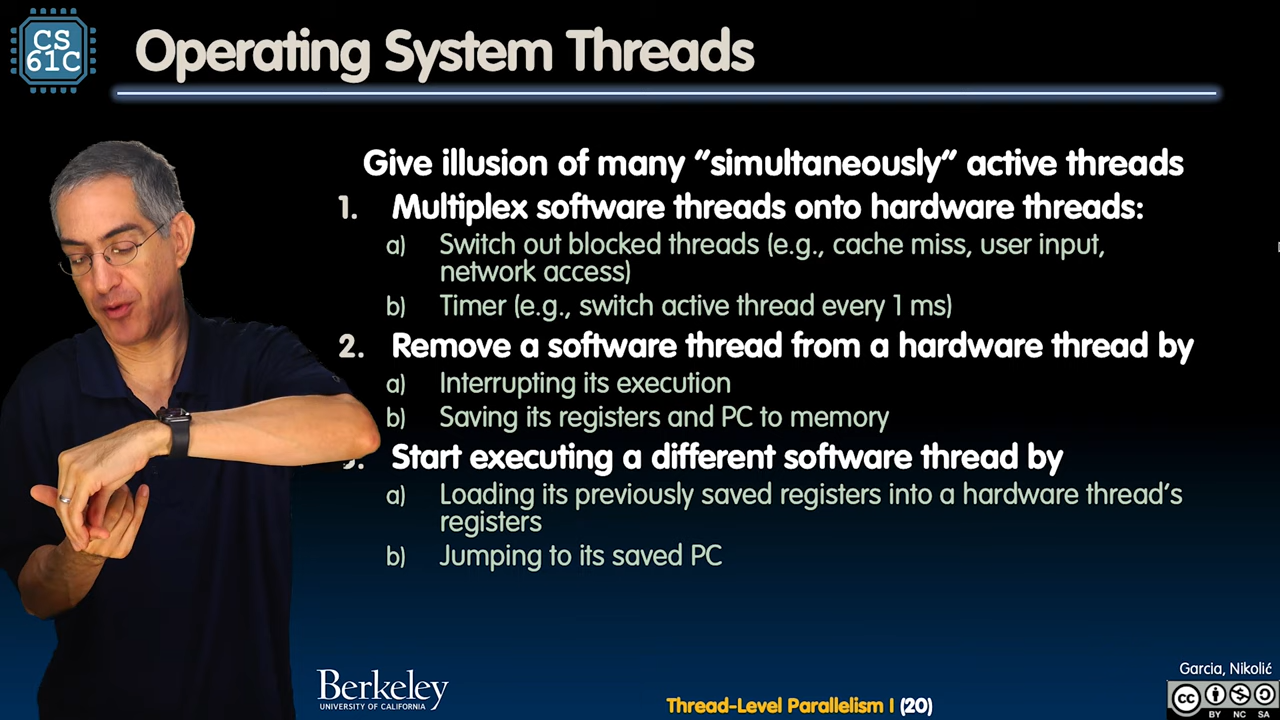 CS
61C
Operating System Threads
Give illusion of many “simultaneously” active threads
1. Multiplex software threads onto hardware threads:
a) Switch out blocked threads (e.g., cache miss, user input,
network access)
b) Timer (e.g., switch active thread every 1 ms)
2. Remove a software thread from a hardware thread by
a) Interrupting its execution
b) Saving its registers and PC to memory
Start executing a different software thread by
a) Loading its previously saved registers into a hardware thread’s
registers
b) Jumping to its saved PC
Berkeley
UNIVERSITY OF CALIFORNIA
Thread-Level Parallelism I (20)
Garcia, Nikolić
cc
BY NC SA